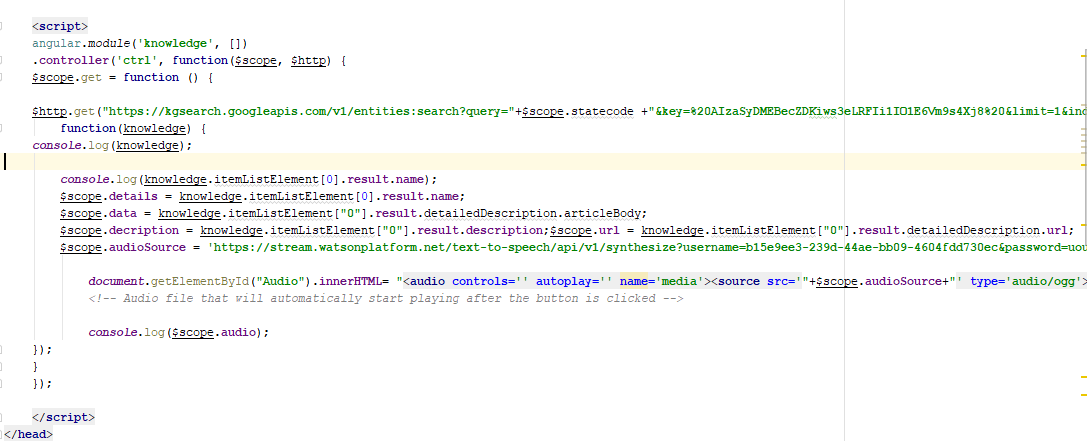 <script>
angular.module('knowledge', [])
.controller('ctrl', function($scope, $http) {
$scope.get = function () {
$http.get("https://kgsearch.googleapis.com/v1/entities:search?query="+$scope.statecode +"&key=%20AIzaSyDMEBecZDKiws3eLRFIi1IO1E6Vm9s4Xj8%20&limit=1&ind
function(knowledge) {
console.log(knowledge);
console.log(knowledge.itemListElement[0].result.name);
$scope.details = knowledge.itemListElement[0].result.name;
$scope.data = knowledge.itemListElement["0"].result.detailedDescription.articleBody;
$scope.decription = knowledge.itemListElement["0"].result.description;$scope.url = knowledge.itemListElement["0"].result.detailedDescription.url;
$scope.audioSource = 'https://stream.watsonplatform.net/text-to-speech/api/v1/synthesize?username=b15e9ee3-239d-44ae-bb09-4604fdd730ec&password=uou
document.getElementById("Audio").innerHTML= "<audio controls='' autoplay='' name='media'><source src='"+$scope.audioSource+"' type='audio/ogg'>
<!-- Audio file that will automatically start playing after the button is clicked -->
console.log($scope.audio);
});
}
});
</script>
</head>